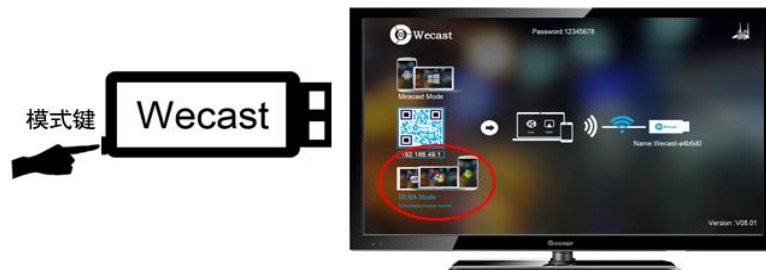 模式键
Wecast
Wecast
Password:12345678
Miracast Mode
192.168.49.1
Name:Wecast-a4b6d0
DLNA Mode
Version :V08.01